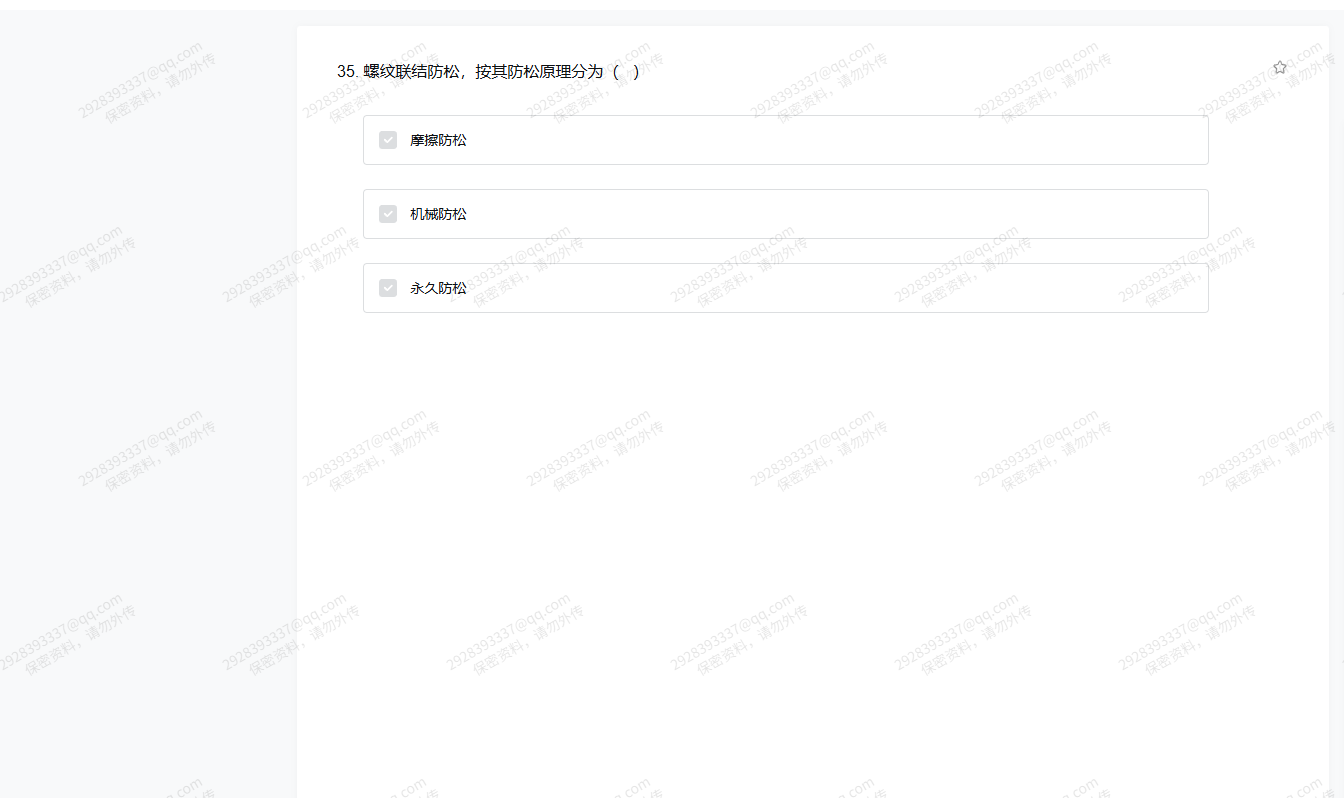 35. 螺纹联结防松，按其防松原理分为（ ）
摩擦防松
机械防松
永久防松
2928393337@qq.com
保密资料，请勿外传